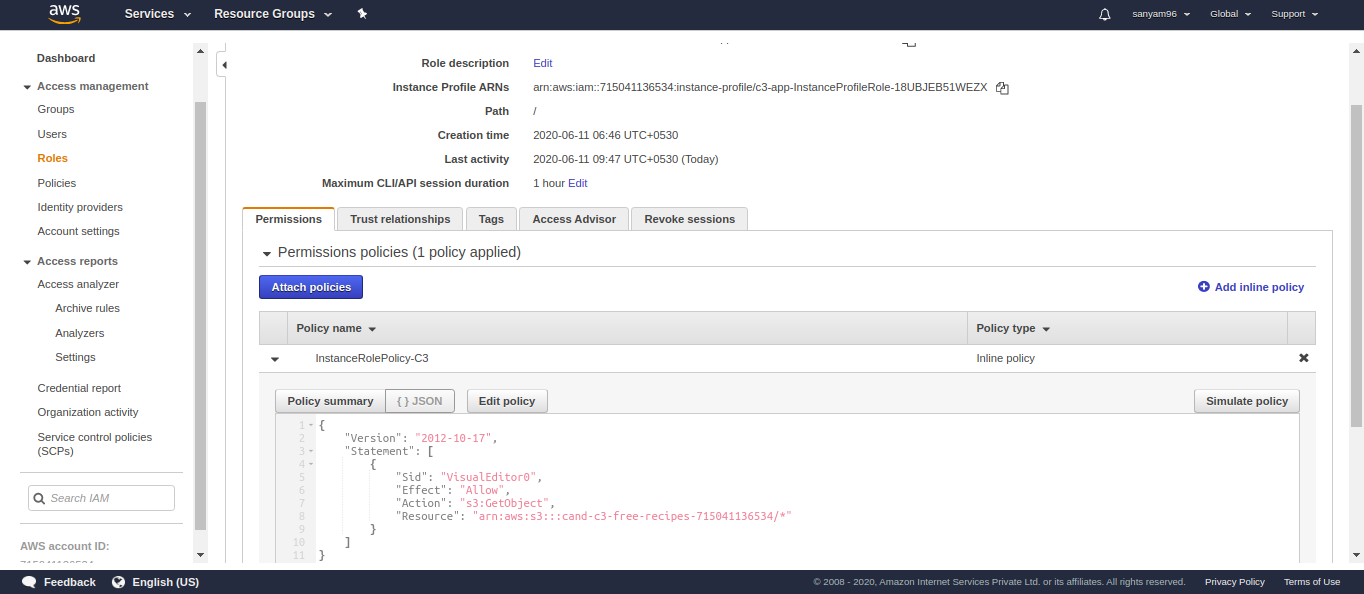 aws Services Resource Groups sanyam96 Global Support
Dashboard
Access management
Groups
Users
Roles
Policies
Identity providers
Account settings
Access reports
Access analyzer
Archive rules
Analyzers
Settings
Credential report
Organization activity
Service control policies
(SCPs)
Search IAM
AWS account ID:
Role description Edit
Instance Profile ARNs arn:aws:iam::715041136534:instance-profile/c3-app-InstanceProfileRole-18UBJEB51WEZX
Path /
Creation time 2020-06-11 06:46 UTC+0530
Last activity 2020-06-11 09:47 UTC+0530 (Today)
Maximum CLI/API session duration 1 hour Edit
Permissions Trust relationships Tags Access Advisor Revoke sessions
Permissions policies (1 policy applied)
Attach policies Add inline policy
Policy name Policy type
InstanceRolePolicy-C3 Inline policy
Policy summary { } JSON Edit policy Simulate policy
1 {
2 "Version": "2012-10-17",
3 "Statement": [
4 {
5 "Sid": "VisualEditor0",
6 "Effect": "Allow",
7 "Action": "s3:GetObject",
8 "Resource": "arn:aws:s3:::cand-c3-free-recipes-715041136534/*"
9 }
10 ]
11 }
Feedback English (US) © 2008 - 2020, Amazon Internet Services Private Ltd. or its affiliates. All rights reserved. Privacy Policy Terms of Use